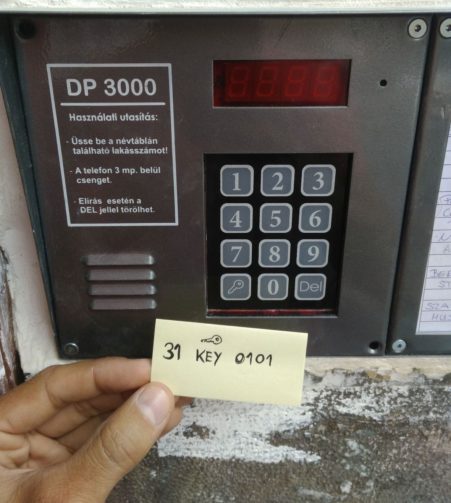 DP 3000
Használati utasítás:
- Üsse be a névtáblán
található lakásszámot!
- A telefon 3 mp. belül
csenget.
- Elírás esetén a
DEL jellel törölhet.
1 2 3
4 5 6
7 8 9
0 Del
31 KEY 0101